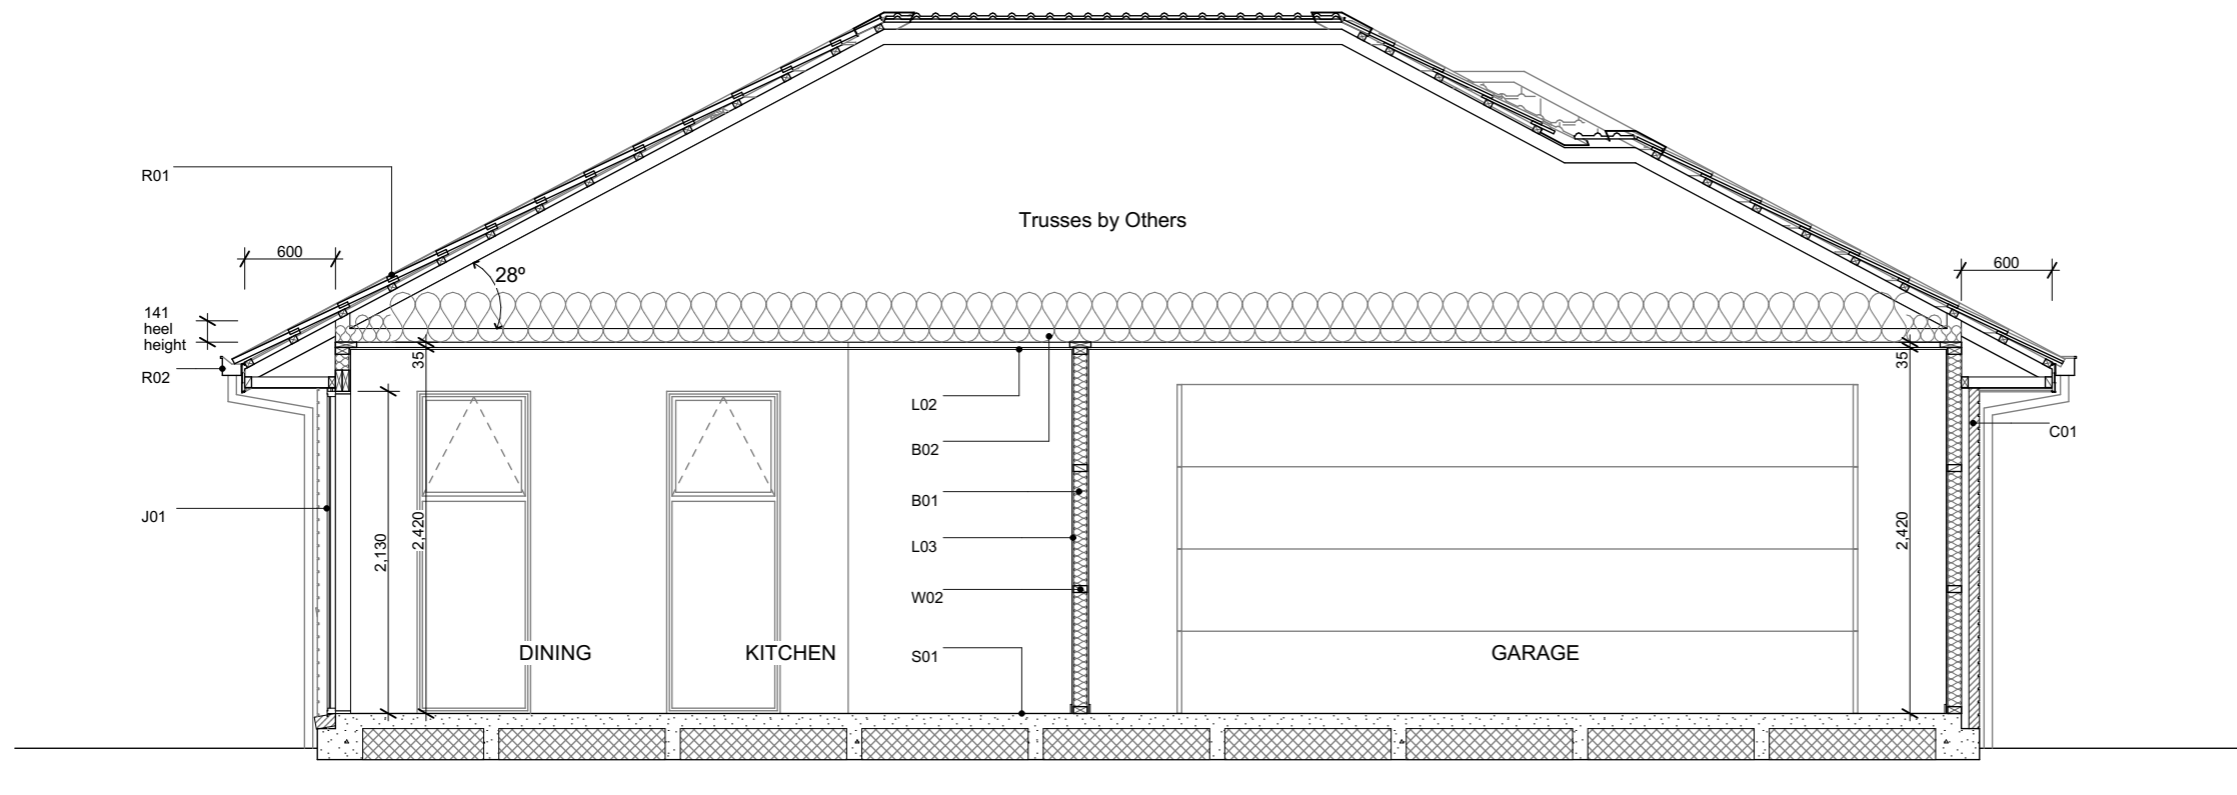 R01
Trusses by Others
600
600
28°
141
heel
height
35
35
R02
L02
C01
B02
B01
J01
2,130
2,420
2,420
L03
W02
DINING
KITCHEN
S01
GARAGE